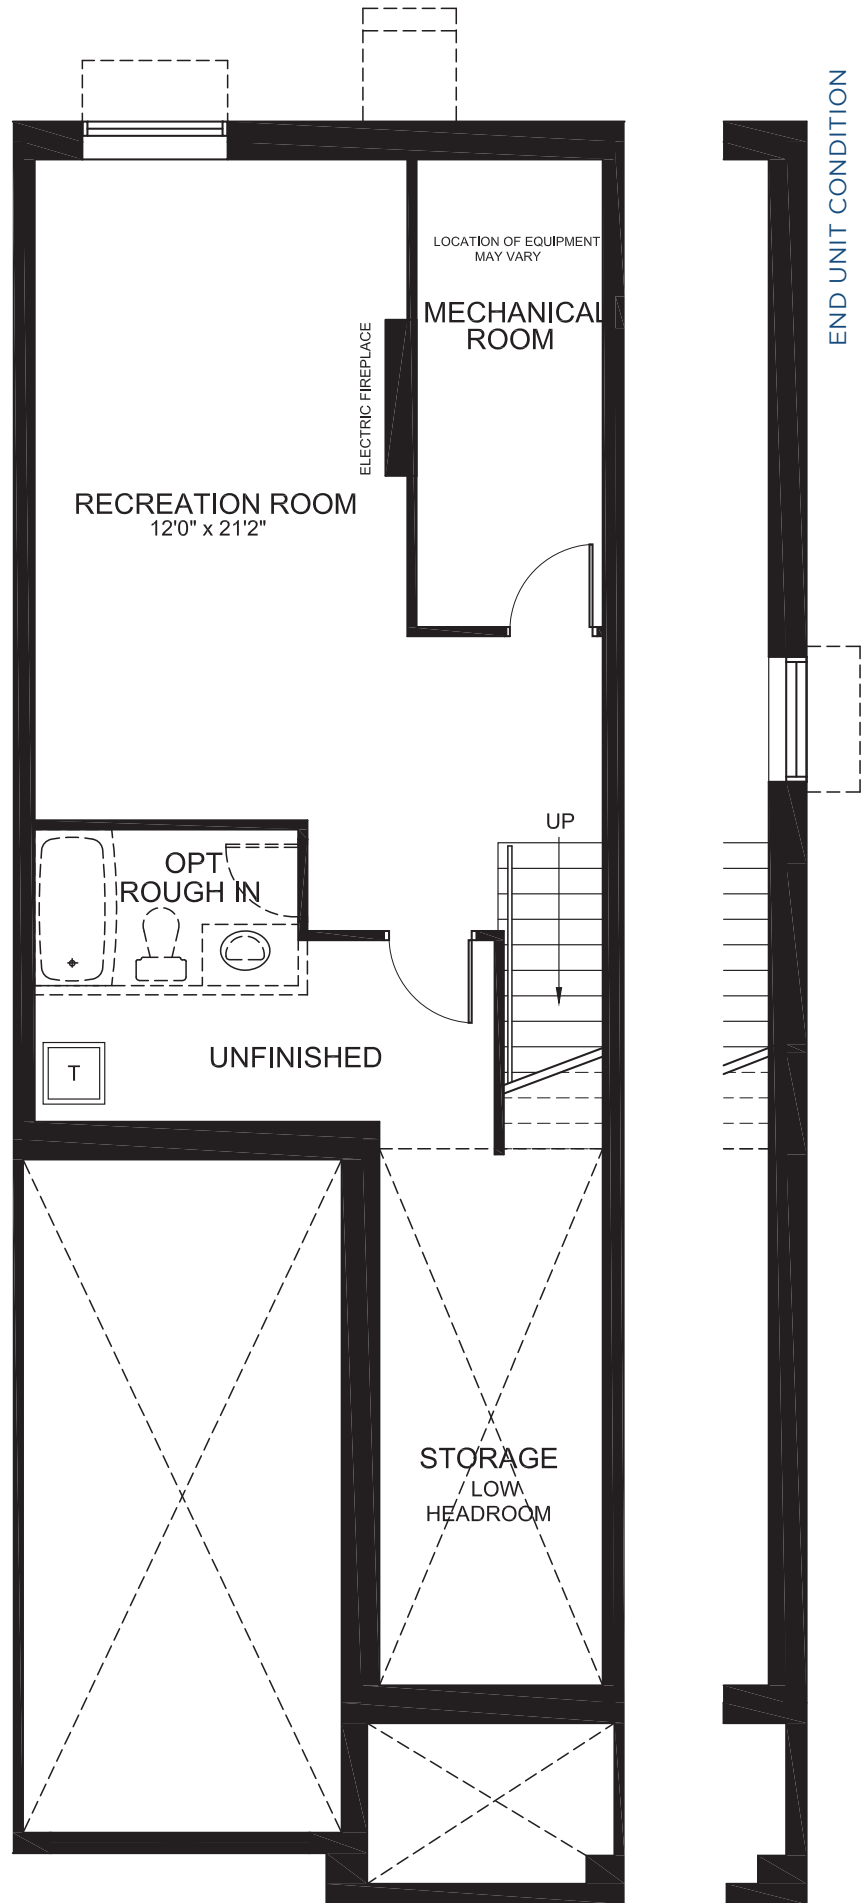 END UNIT CONDITION
LOCATION OF EQUIPMENT
MAY VARY
MECHANICAL
ROOM
ELECTRIC FIREPLACE
RECREATION ROOM
12'0" x 21'2"
UP
OPT
ROUGH IN
UNFINISHED
T
STORAGE
LOW
HEADROOM